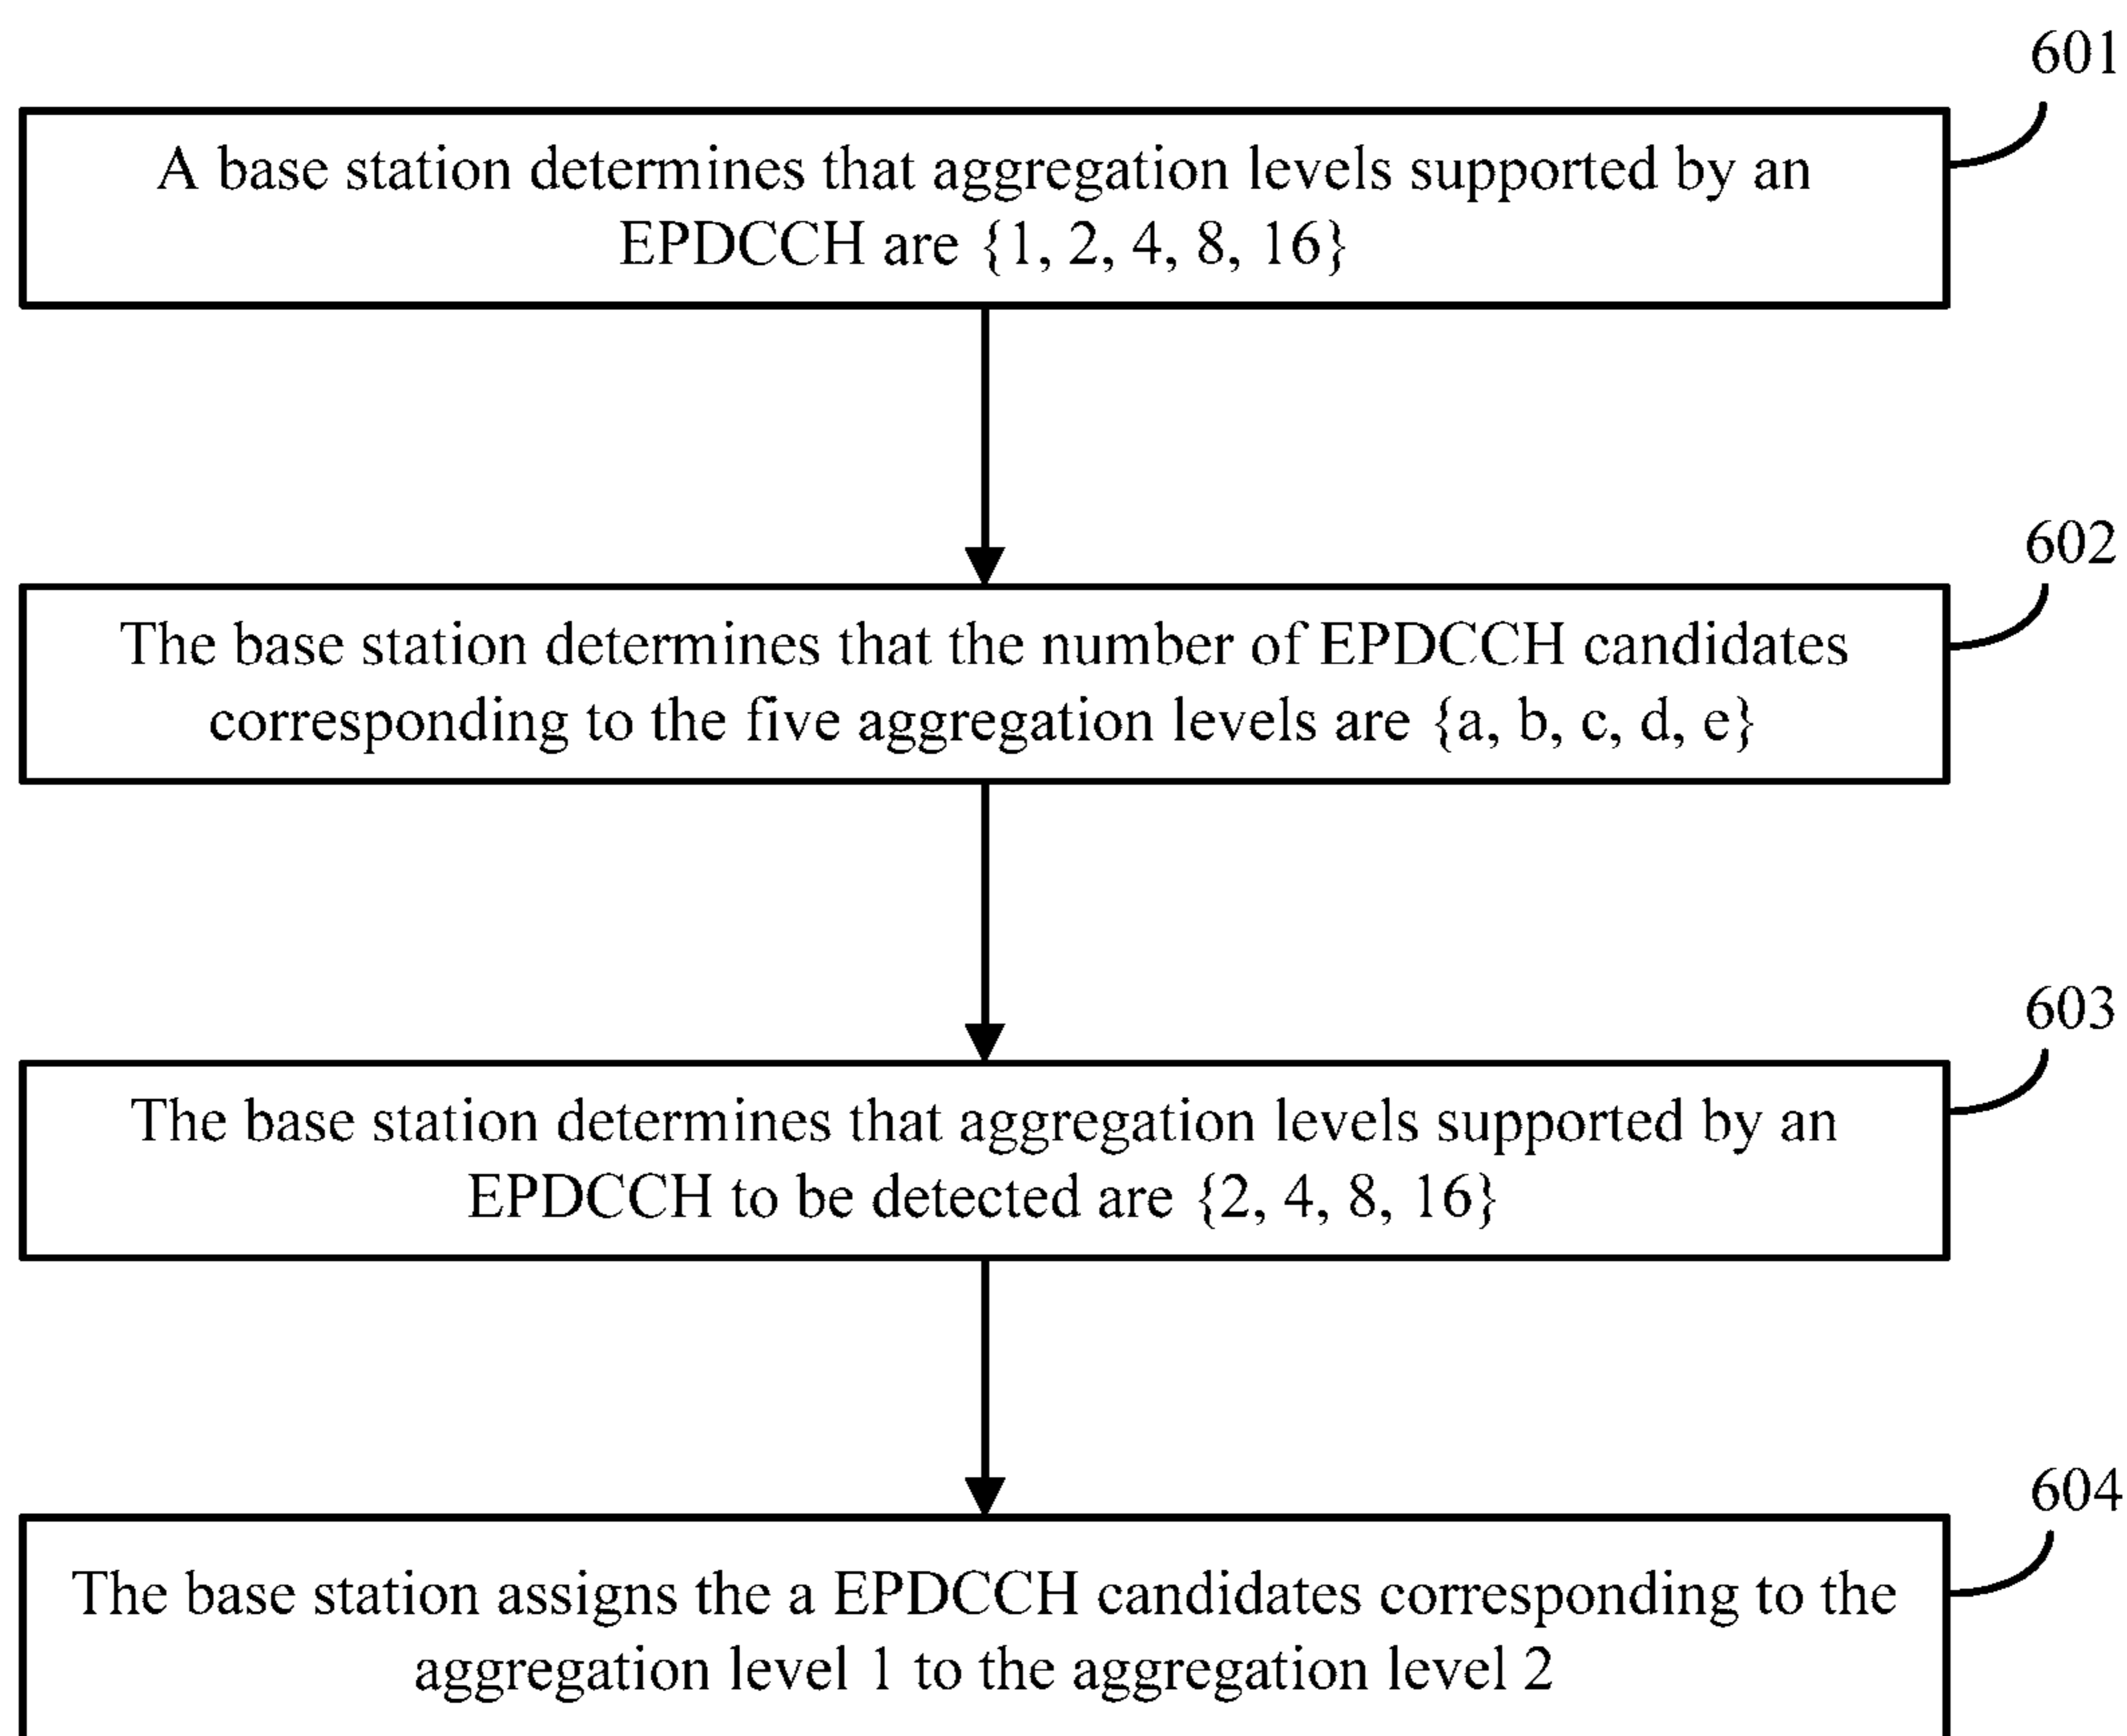 601
A base station determines that aggregation levels supported by an
EPDCCH are {1, 2, 4, 8, 16}
602
The base station determines that the number of EPDCCH candidates
corresponding to the five aggregation levels are {a, b, c, d, e}
603
The base station determines that aggregation levels supported by an
EPDCCH to be detected are {2, 4, 8, 16}
604
The base station assigns the a EPDCCH candidates corresponding to the
aggregation level 1 to the aggregation level 2